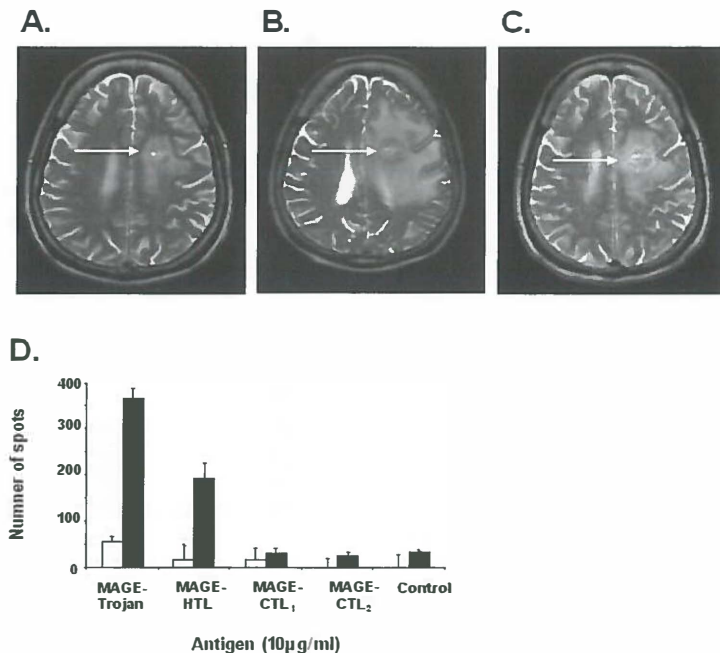 A. B. C.
D.
Numner of spots
400
300
200
100
0
MAGE-Trojan MAGE-HTL MAGE-CTL₁ MAGE-CTL₂ Control
Antigen (10µg/ml)